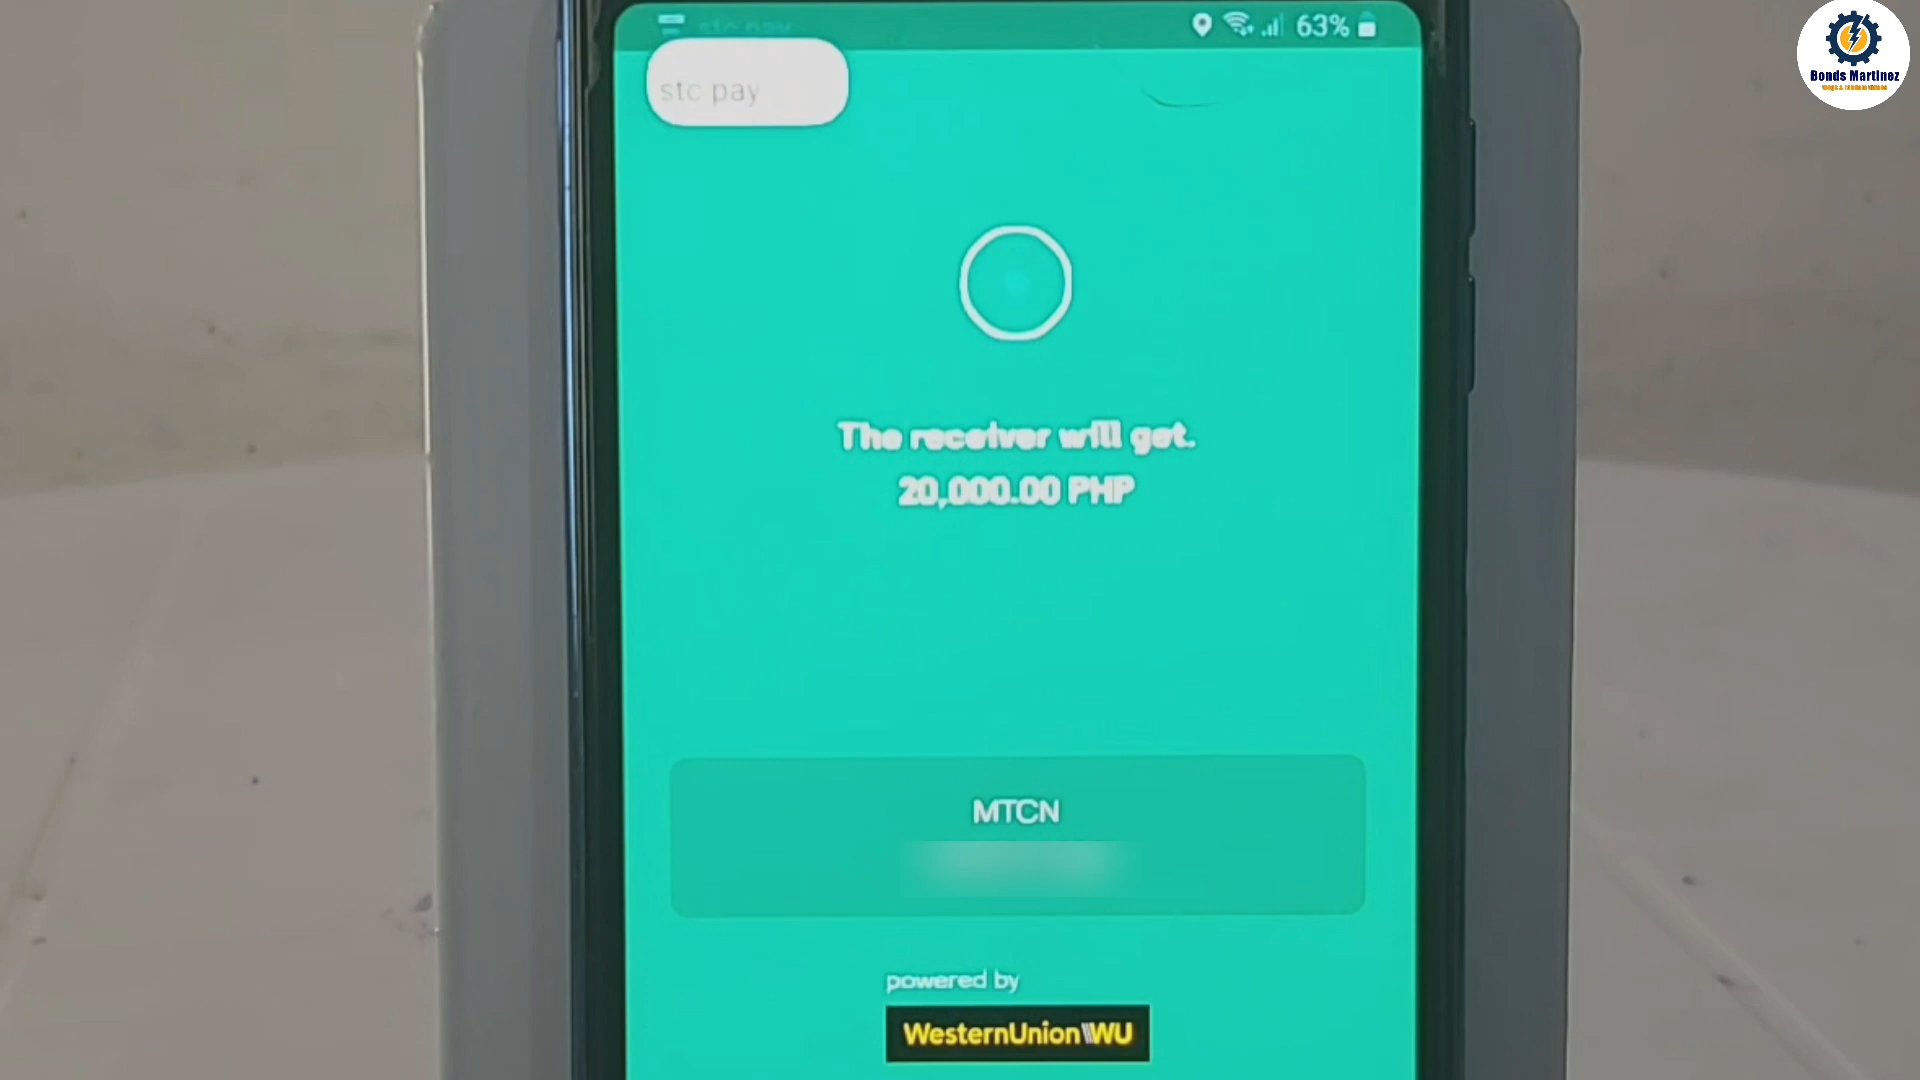 63%
stc pay
The receiver will get.
20,000.00 PHP
MTCN
powered by
WesternUnion WU
Bonds Martinez